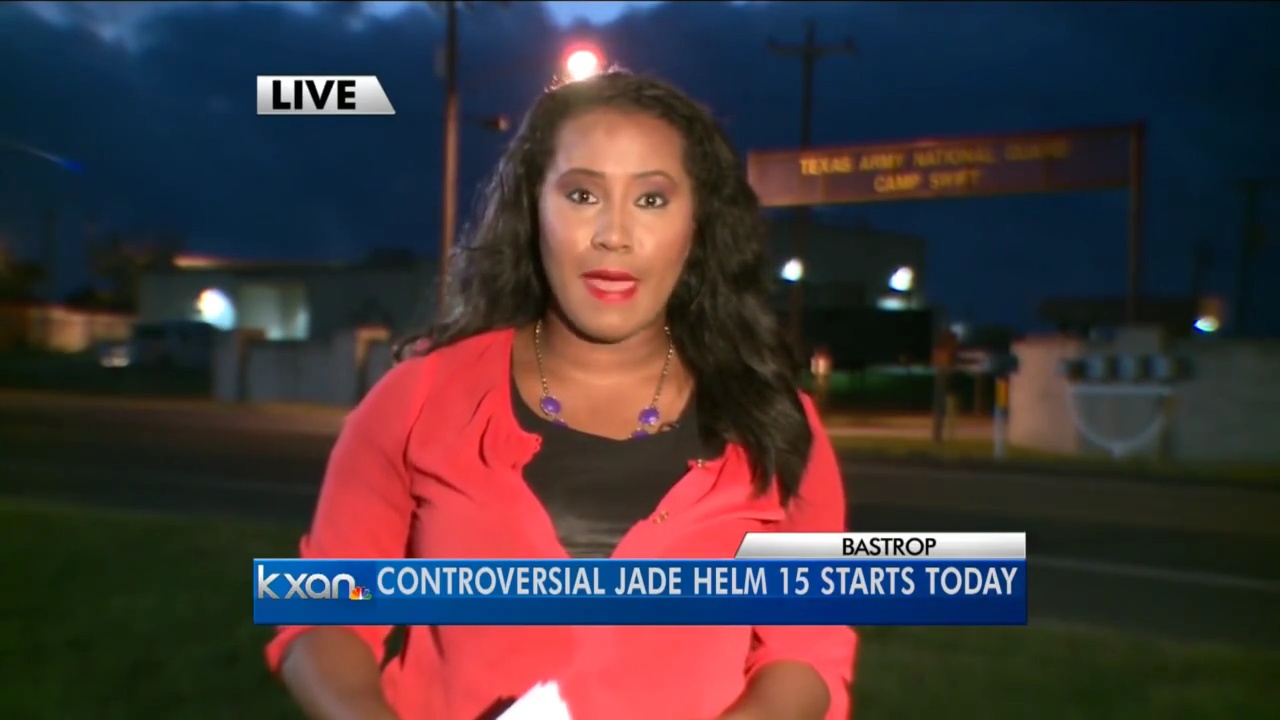 LIVE
TEXAS ARMY NATIONAL GUARD
CAMP SWIFT
BASTROP
kxan CONTROVERSIAL JADE HELM 15 STARTS TODAY